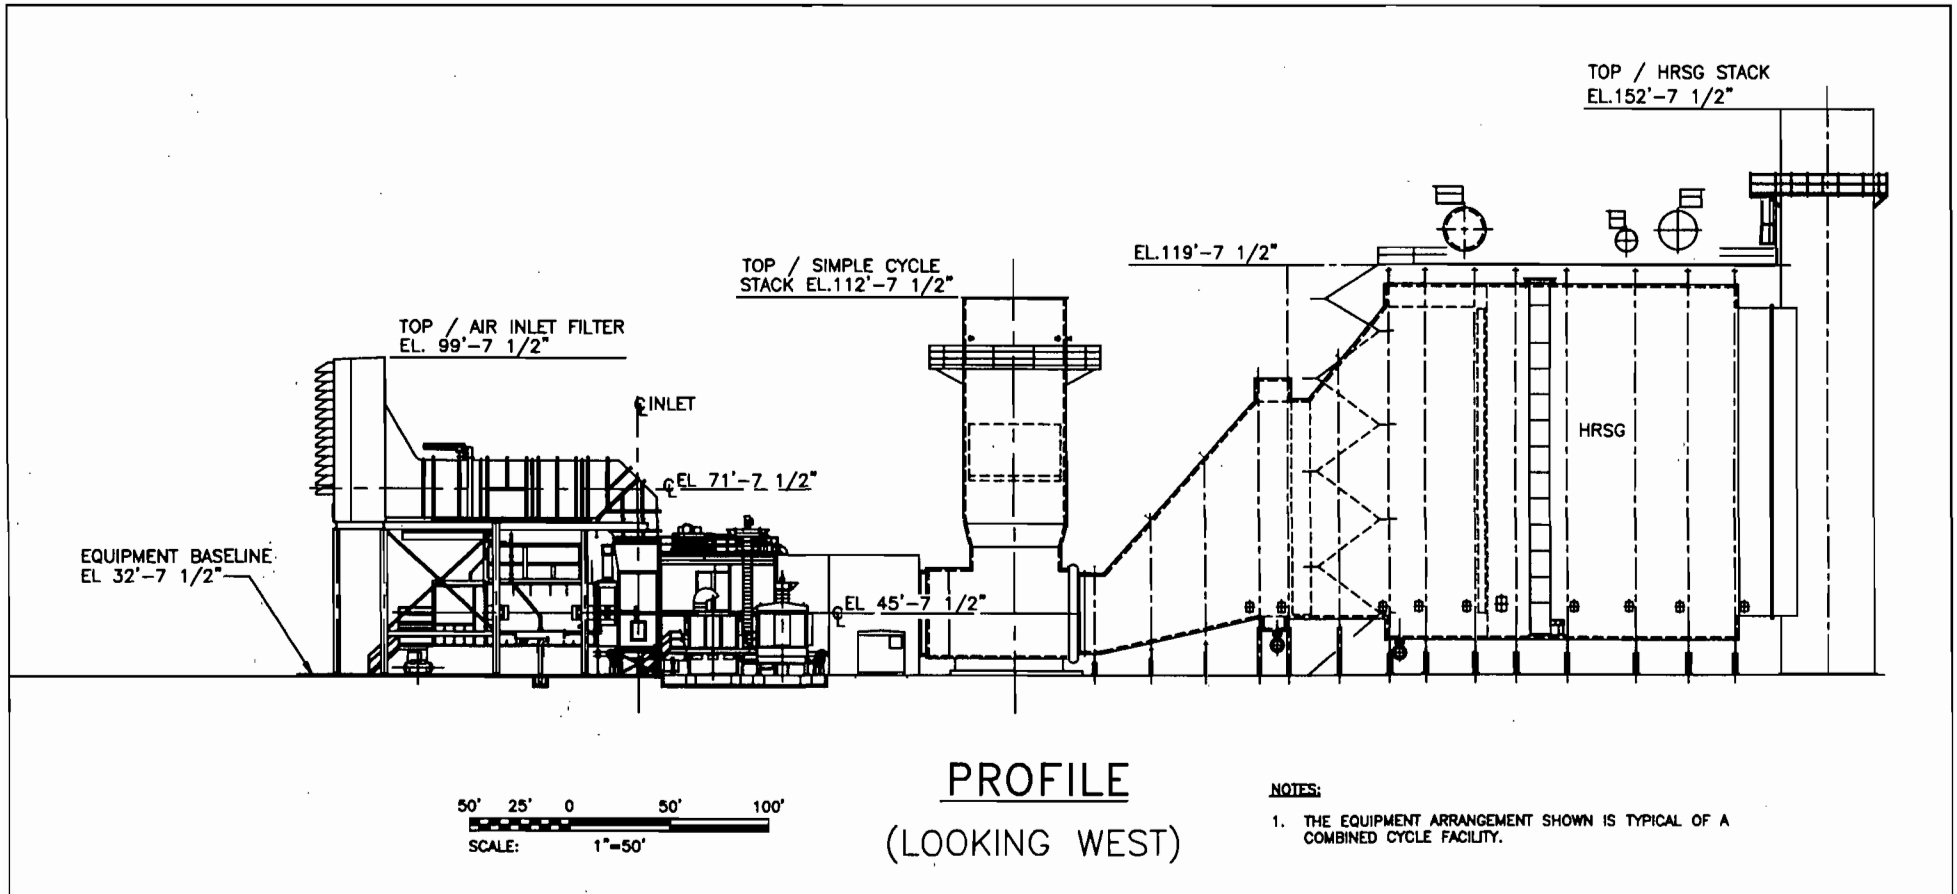 TOP / HRSG STACK
EL.152'-7 1/2"
EL.119'-7 1/2"
TOP / SIMPLE CYCLE
STACK EL.112'-7 1/2"
TOP / AIR INLET FILTER
EL. 99'-7 1/2"
℄ INLET
HRSG
℄ EL 71'-7 1/2"
EQUIPMENT BASELINE
EL 32'-7 1/2"
℄ EL 45'-7 1/2"
PROFILE
(LOOKING WEST)
50' 25' 0 50' 100'
SCALE: 1"=50'
NOTES:
1. THE EQUIPMENT ARRANGEMENT SHOWN IS TYPICAL OF A
COMBINED CYCLE FACILITY.